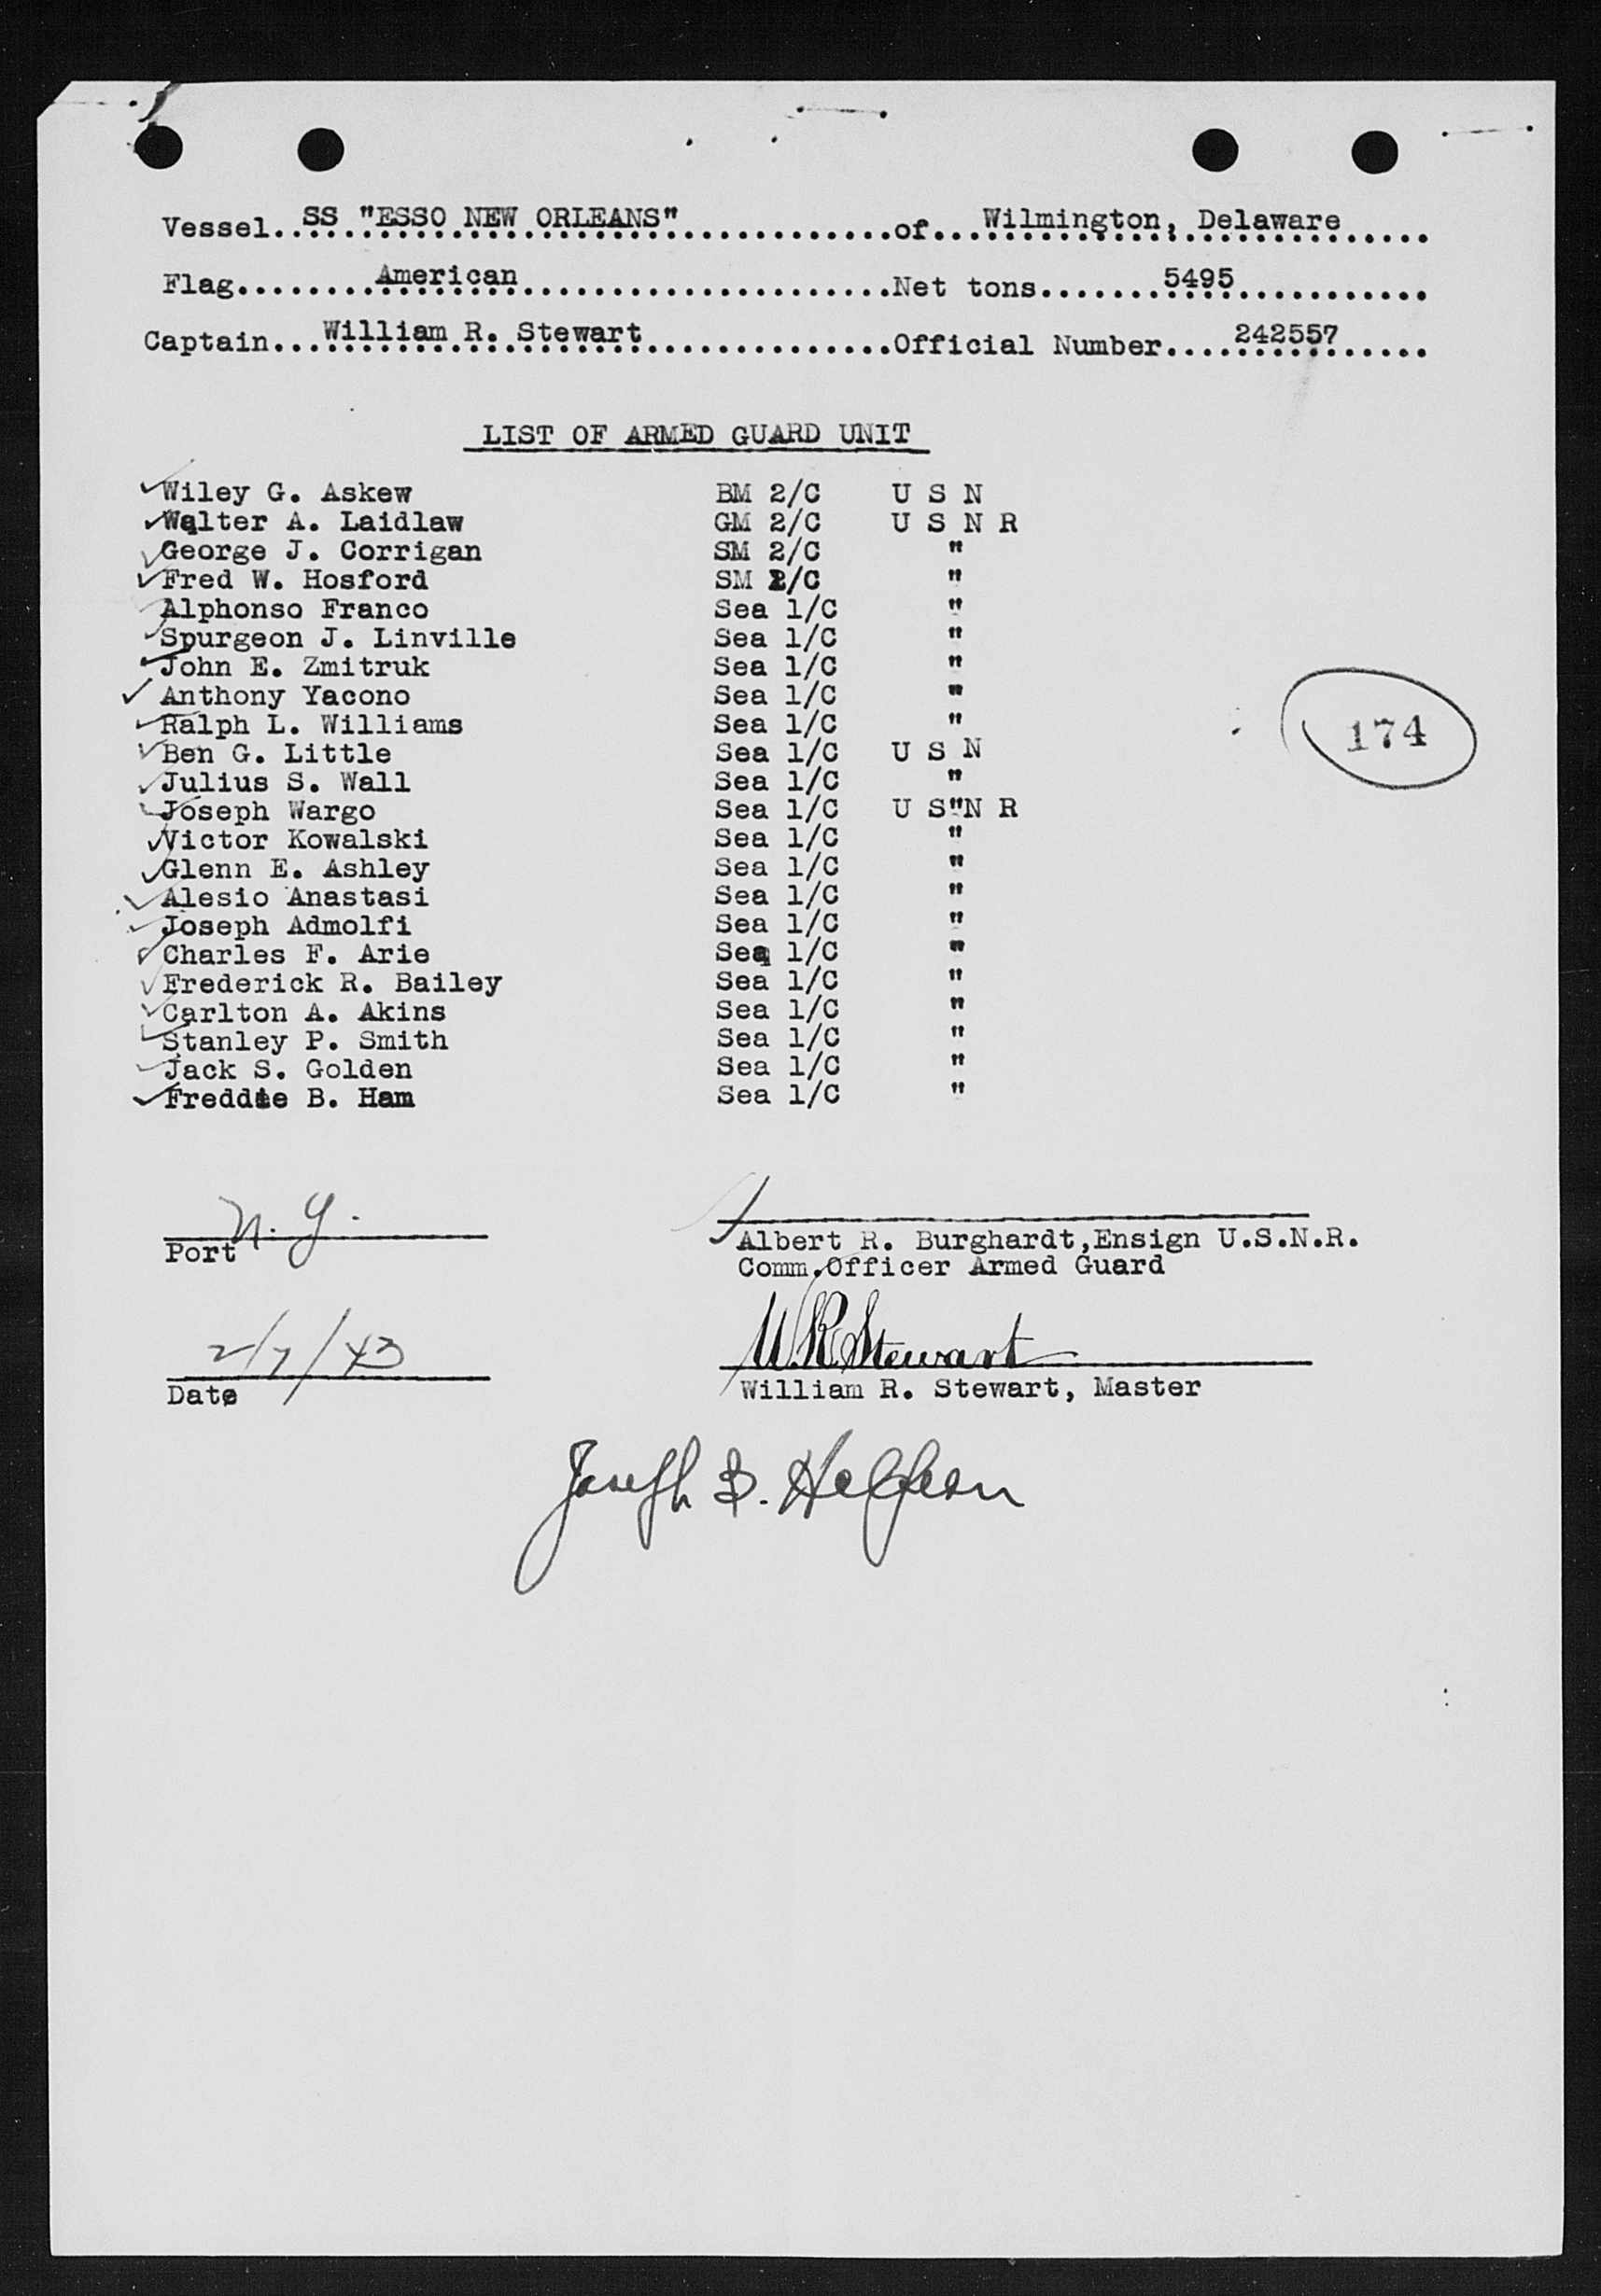 Vessel..SS "ESSO NEW ORLEANS"..............of...Wilmington, Delaware.....
Flag........American.....................Net tons.......5495...........
Captain...William R. Stewart..............Official Number....242557.....
LIST OF ARMED GUARD UNIT
Wiley G. Askew BM 2/C U S N
Walter A. Laidlaw GM 2/C U S N R
George J. Corrigan SM 2/C "
Fred W. Hosford SM 2/C "
Alphonso Franco Sea 1/C "
Spurgeon J. Linville Sea 1/C "
John E. Zmitruk Sea 1/C "
Anthony Yacono Sea 1/C "
174
Ralph L. Williams Sea 1/C "
Ben G. Little Sea 1/C U S N
Julius S. Wall Sea 1/C "
Joseph Wargo Sea 1/C U S"N R
Victor Kowalski Sea 1/C "
Glenn E. Ashley Sea 1/C "
Alesio Anastasi Sea 1/C "
Joseph Admolfi Sea 1/C "
Charles F. Arie Sea 1/C "
Frederick R. Bailey Sea 1/C "
Carlton A. Akins Sea 1/C "
Stanley P. Smith Sea 1/C "
Jack S. Golden Sea 1/C "
Freddie B. Ham Sea 1/C "
N. Y.
Port
Albert R. Burghardt,Ensign U.S.N.R.
Comm.Officer Armed Guard
2/7/43
Date
W.R. Stewart
William R. Stewart, Master
Joseph B.